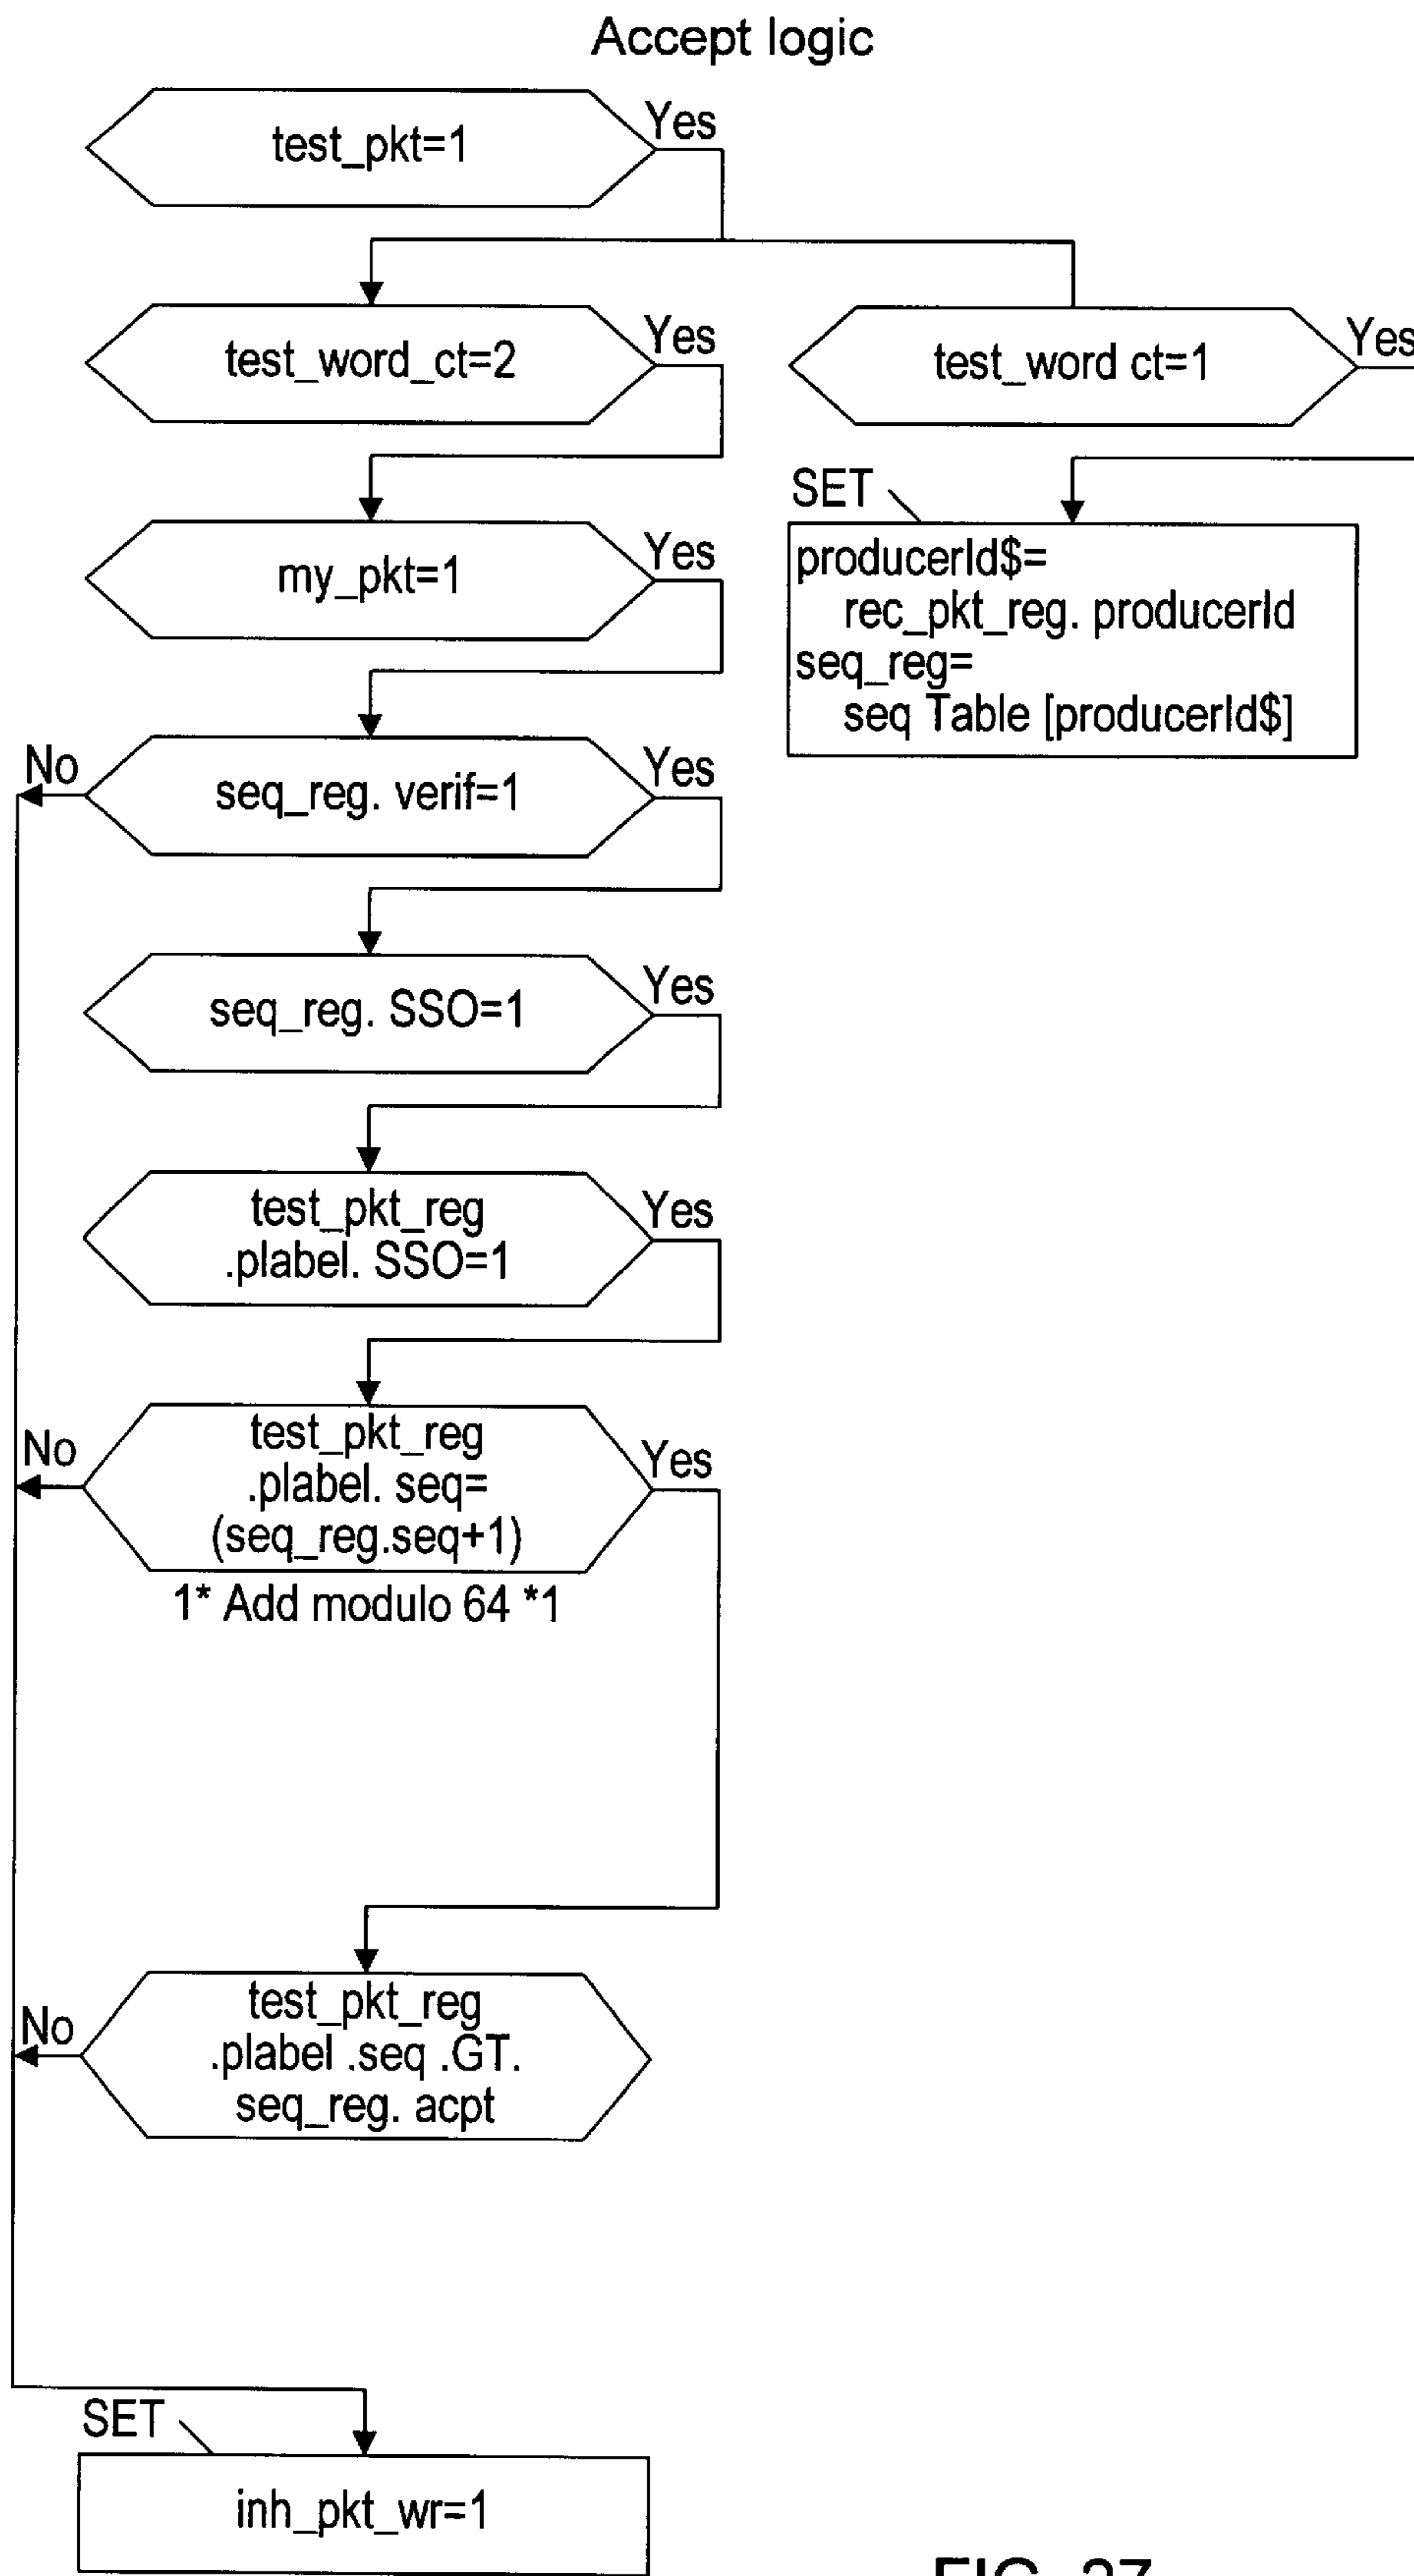 Accept logic
test_pkt=1
Yes
test_word_ct=2
Yes
test_word ct=1
Yes
my_pkt=1
Yes
SET
producerId$=
rec_pkt_reg. producerId
seq_reg=
seq Table [producerId$]
No
seq_reg. verif=1
Yes
seq_reg. SSO=1
Yes
test_pkt_reg
.plabel. SSO=1
Yes
No
test_pkt_reg
.plabel. seq=
(seq_reg.seq+1)
Yes
1* Add modulo 64 *1
No
test_pkt_reg
.plabel .seq .GT.
seq_reg. acpt
SET
inh_pkt_wr=1